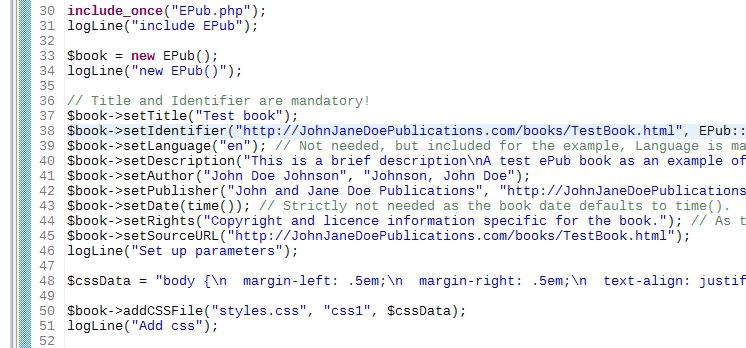 30 include_once("EPub.php");
31 logLine("include EPub");
32
33 $book = new EPub();
34 logLine("new EPub()");
35
36 // Title and Identifier are mandatory!
37 $book->setTitle("Test book");
38 $book->setIdentifier("http://JohnJaneDoePublications.com/books/TestBook.html", EPub::
39 $book->setLanguage("en"); // Not needed, but included for the example, Language is ma
40 $book->setDescription("This is a brief description\nA test ePub book as an example of
41 $book->setAuthor("John Doe Johnson", "Johnson, John Doe");
42 $book->setPublisher("John and Jane Doe Publications", "http://JohnJaneDoePublications
43 $book->setDate(time()); // Strictly not needed as the book date defaults to time().
44 $book->setRights("Copyright and licence information specific for the book."); // As t
45 $book->setSourceURL("http://JohnJaneDoePublications.com/books/TestBook.html");
46 logLine("Set up parameters");
47
48 $cssData = "body {\n  margin-left: .5em;\n  margin-right: .5em;\n  text-align: justif
49
50 $book->addCSSFile("styles.css", "css1", $cssData);
51 logLine("Add css");
52